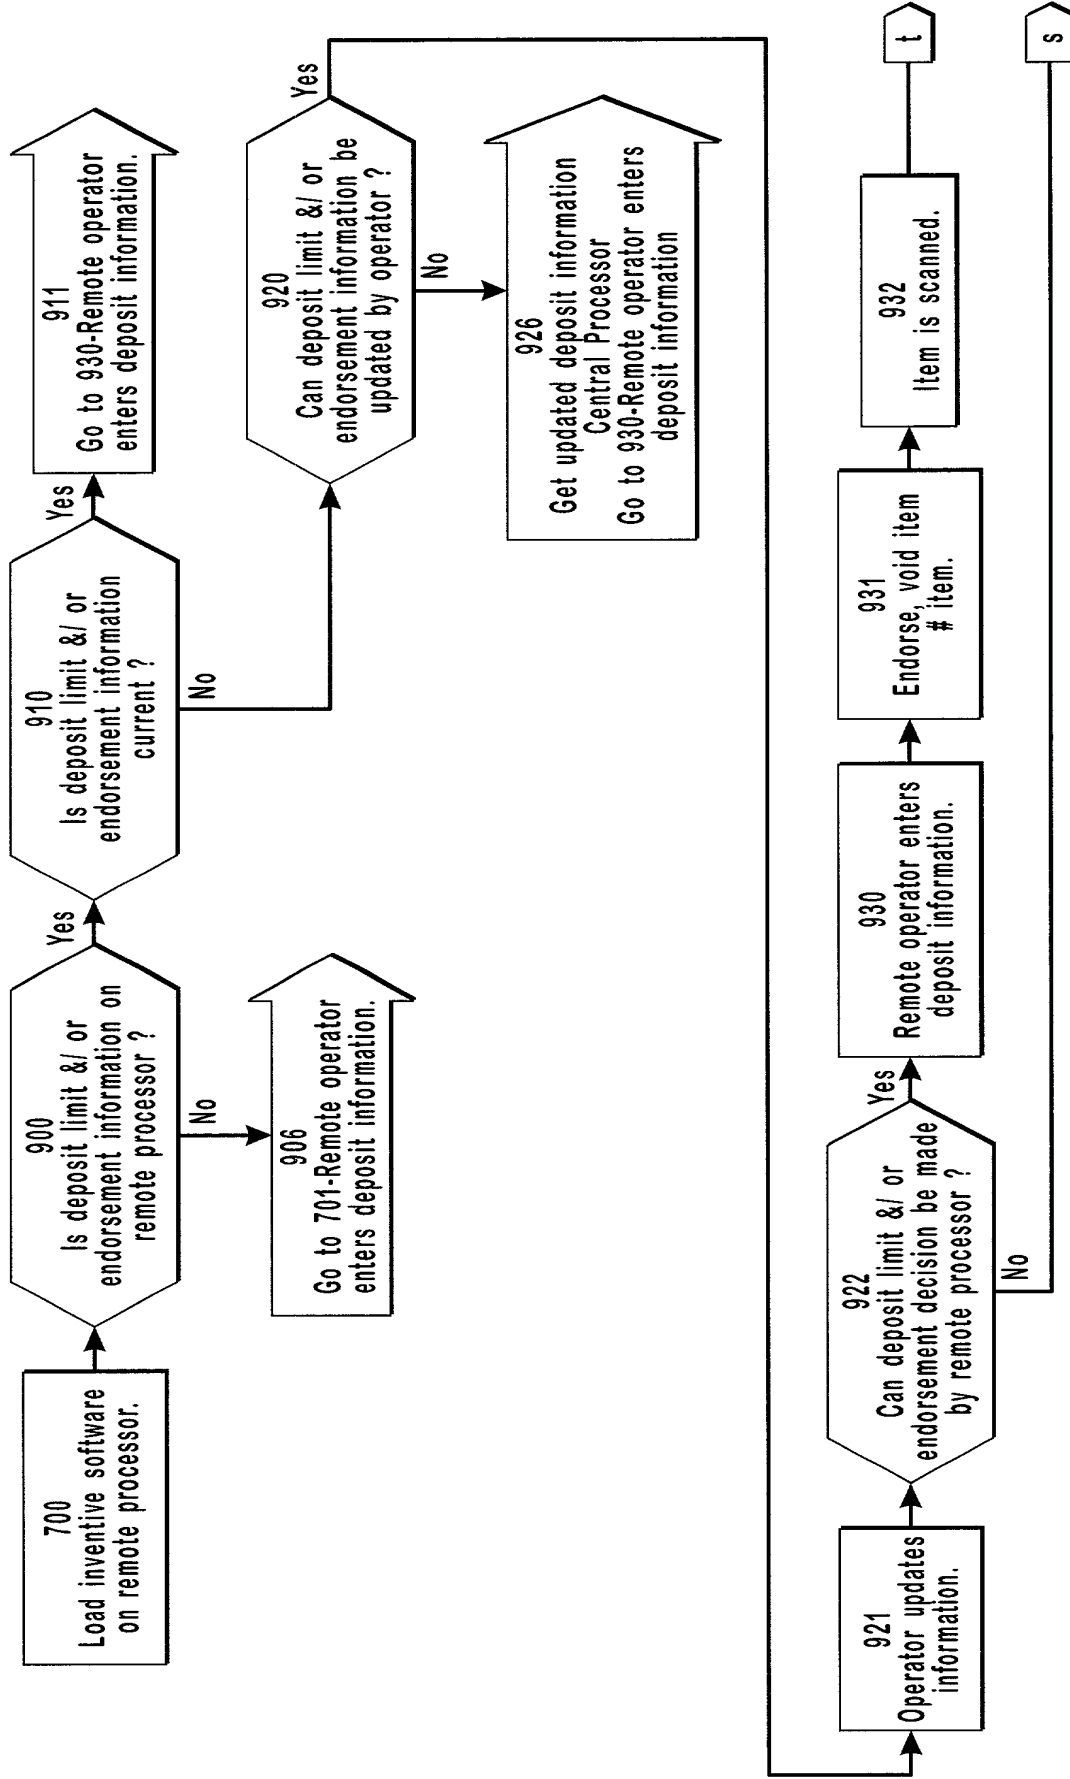 700
Load inventive software
on remote processor.
900
Is deposit limit &/ or
endorsement information on
remote processor ?
Yes
No
906
Go to 701-Remote operator
enters deposit information.
910
Is deposit limit &/ or
endorsement information
current ?
Yes
No
911
Go to 930-Remote operator
enters deposit information.
920
Can deposit limit &/ or
endorsement information be
updated by operator ?
Yes
No
926
Get updated deposit information
Central Processor
Go to 930-Remote operator enters
deposit information
921
Operator updates
information.
922
Can deposit limit &/ or
endorsement decision be made
by remote processor ?
Yes
No
930
Remote operator enters
deposit information.
931
Endorse, void item
# item.
932
Item is scanned.
t
s